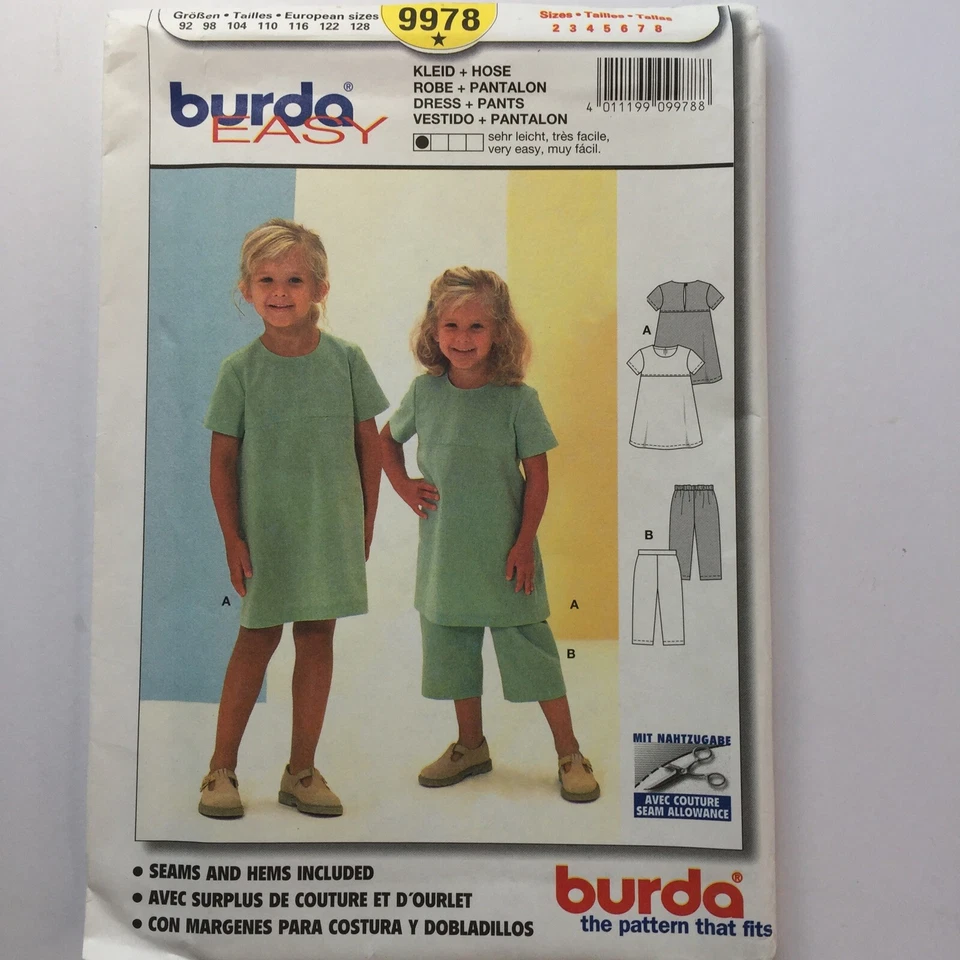 Größen • Tailles • European sizes
92 98 104 110 116 122 128
9978
Sizes • Tailles • Tallas
2 3 4 5 6 7 8
burda®
EASY
KLEID + HOSE
ROBE + PANTALON
DRESS + PANTS
VESTIDO + PANTALON
sehr leicht, très facile,
very easy, muy fácil.
4 011199 099788
A
B
A
A
B
MIT NAHTZUGABE
AVEC COUTURE
SEAM ALLOWANCE
• SEAMS AND HEMS INCLUDED
• AVEC SURPLUS DE COUTURE ET D'OURLET
• CON MARGENES PARA COSTURA Y DOBLADILLOS
burda®
the pattern that fits